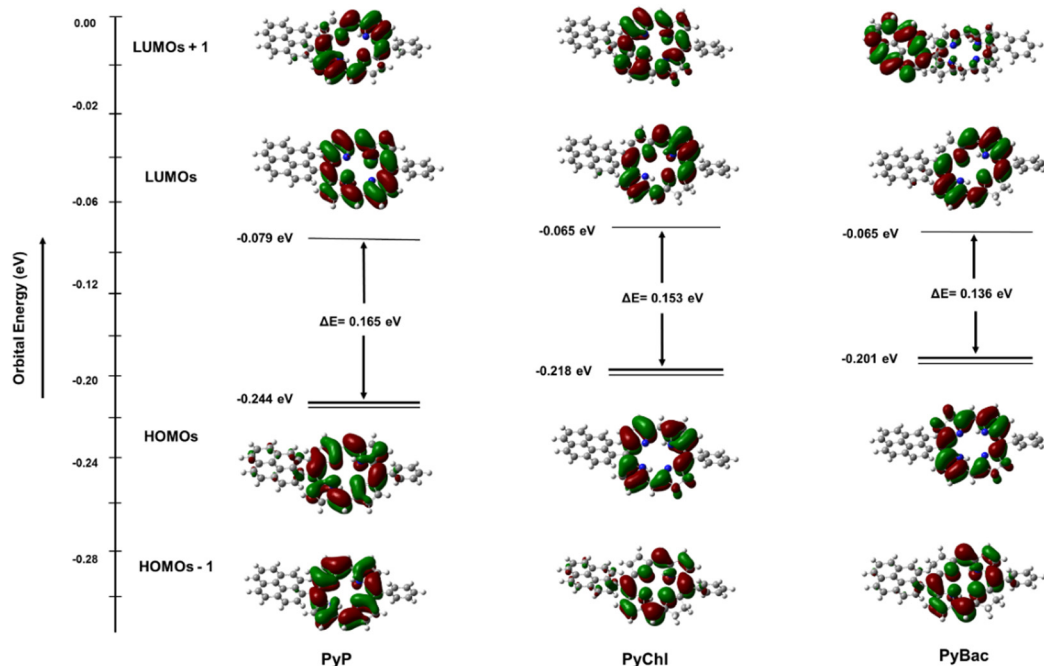 0.00
LUMOs + 1
-0.02
LUMOs
-0.06
-0.079 eV
-0.065 eV
-0.065 eV
Orbital Energy (eV)
-0.12
ΔE= 0.165 eV
ΔE= 0.153 eV
ΔE= 0.136 eV
-0.20
-0.244 eV
-0.218 eV
-0.201 eV
HOMOs
-0.24
-0.28
HOMOs - 1
PyP
PyChl
PyBac